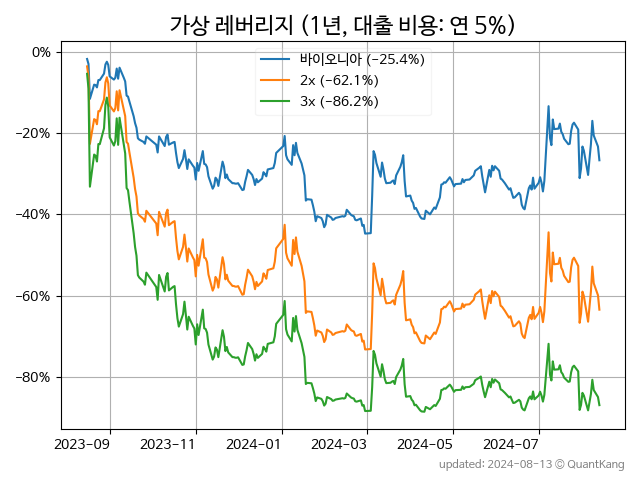 가상 레버리지 (1년, 대출 비용: 연 5%)
바이오니아 (−25.4%)
2x (−62.1%)
3x (−86.2%)
0%
−20%
−40%
−60%
−80%
2023−09 2023−11 2024−01 2024−03 2024−05 2024−07
updated: 2024-08-13 © QuantKang